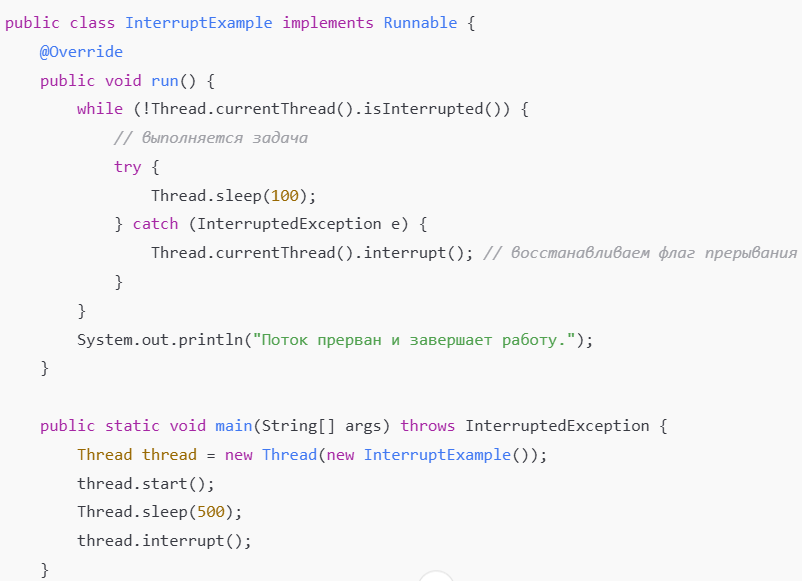 public class InterruptExample implements Runnable {
    @Override
    public void run() {
        while (!Thread.currentThread().isInterrupted()) {
            // выполняется задача
            try {
                Thread.sleep(100);
            } catch (InterruptedException e) {
                Thread.currentThread().interrupt(); // восстанавливаем флаг прерывания
            }
        }
        System.out.println("Поток прерван и завершает работу.");
    }

    public static void main(String[] args) throws InterruptedException {
        Thread thread = new Thread(new InterruptExample());
        thread.start();
        Thread.sleep(500);
        thread.interrupt();
    }